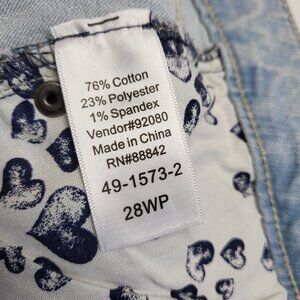 76% Cotton
23% Polyester
1% Spandex
Vendor#92080
Made in China
RN#88842
49-1573-2
28WP